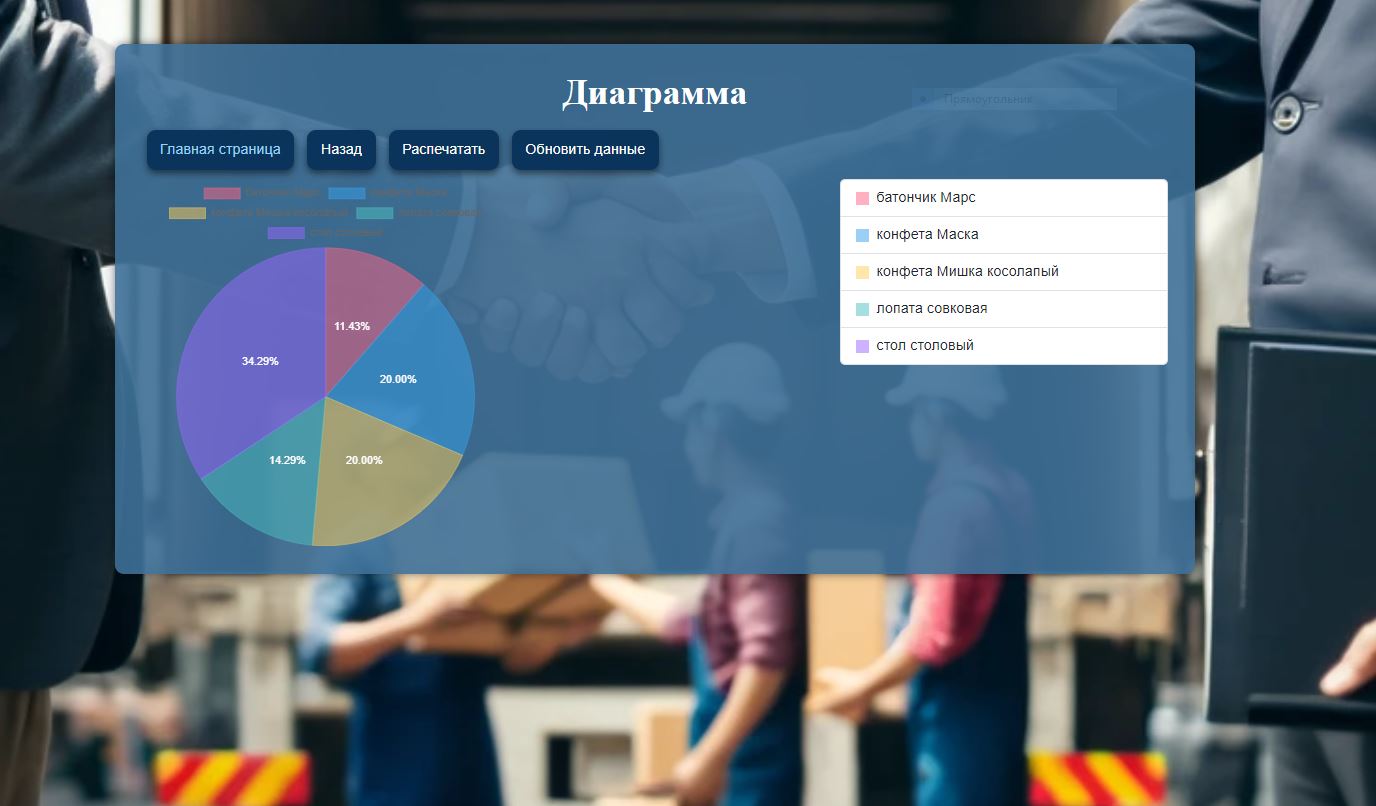 Диаграмма
Прямоугольник
Главная страница Назад Распечатать Обновить данные
батончик Марс конфета Маска
конфета Мишка косолапый лопата совковая
стол столовый
11.43%
20.00%
34.29%
14.29%
20.00%
батончик Марс
конфета Маска
конфета Мишка косолапый
лопата совковая
стол столовый